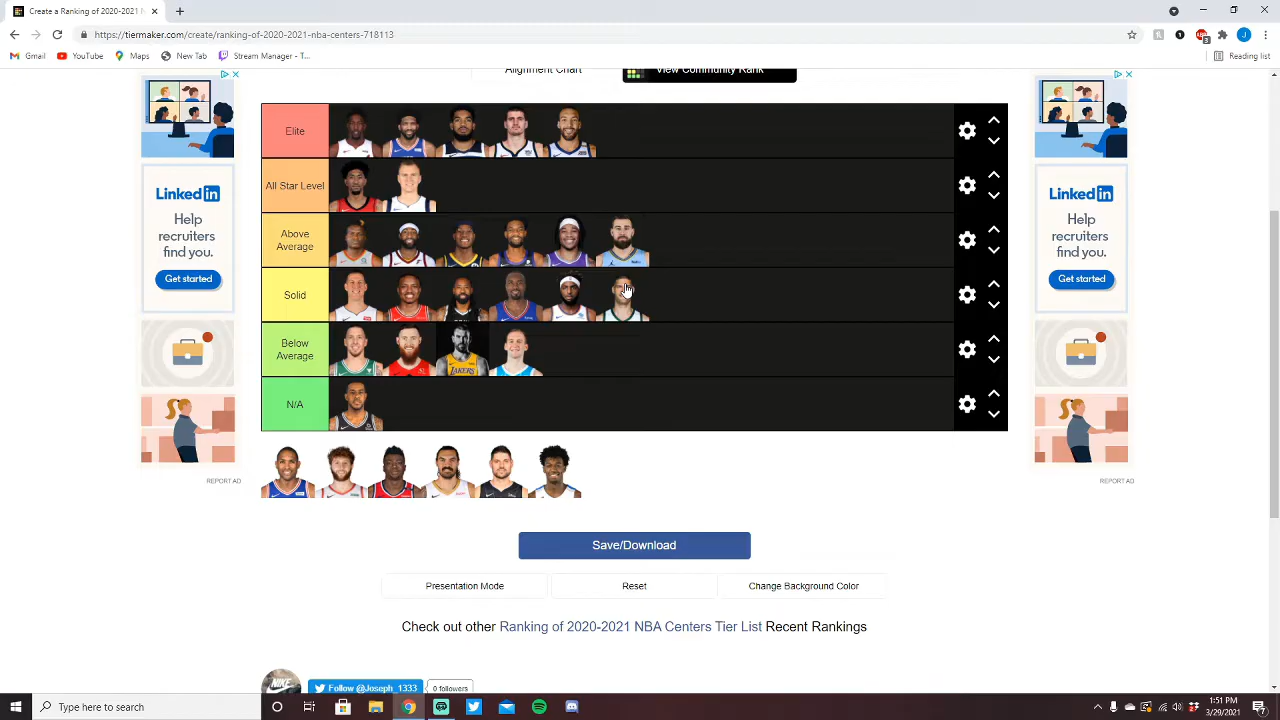 Create a Ranking of 2020-2021 N
https://tiermaker.com/create/ranking-of-2020-2021-nba-centers-718113
Gmail YouTube Maps New Tab Stream Manager - T... Reading list
Alignment Chart View Community Rank
Elite
All Star Level
Above
Average
Solid
Below
Average
N/A
LinkedIn
Help
recruiters
find you.
Get started
REPORT AD
LinkedIn
Help
recruiters
find you.
Get started
REPORT AD
LAKERS
Save/Download
Presentation Mode Reset Change Background Color
Check out other Ranking of 2020-2021 NBA Centers Tier List Recent Rankings
NIKE
Follow @Joseph_1333 0 followers
Type here to search
1:51 PM
3/29/2021